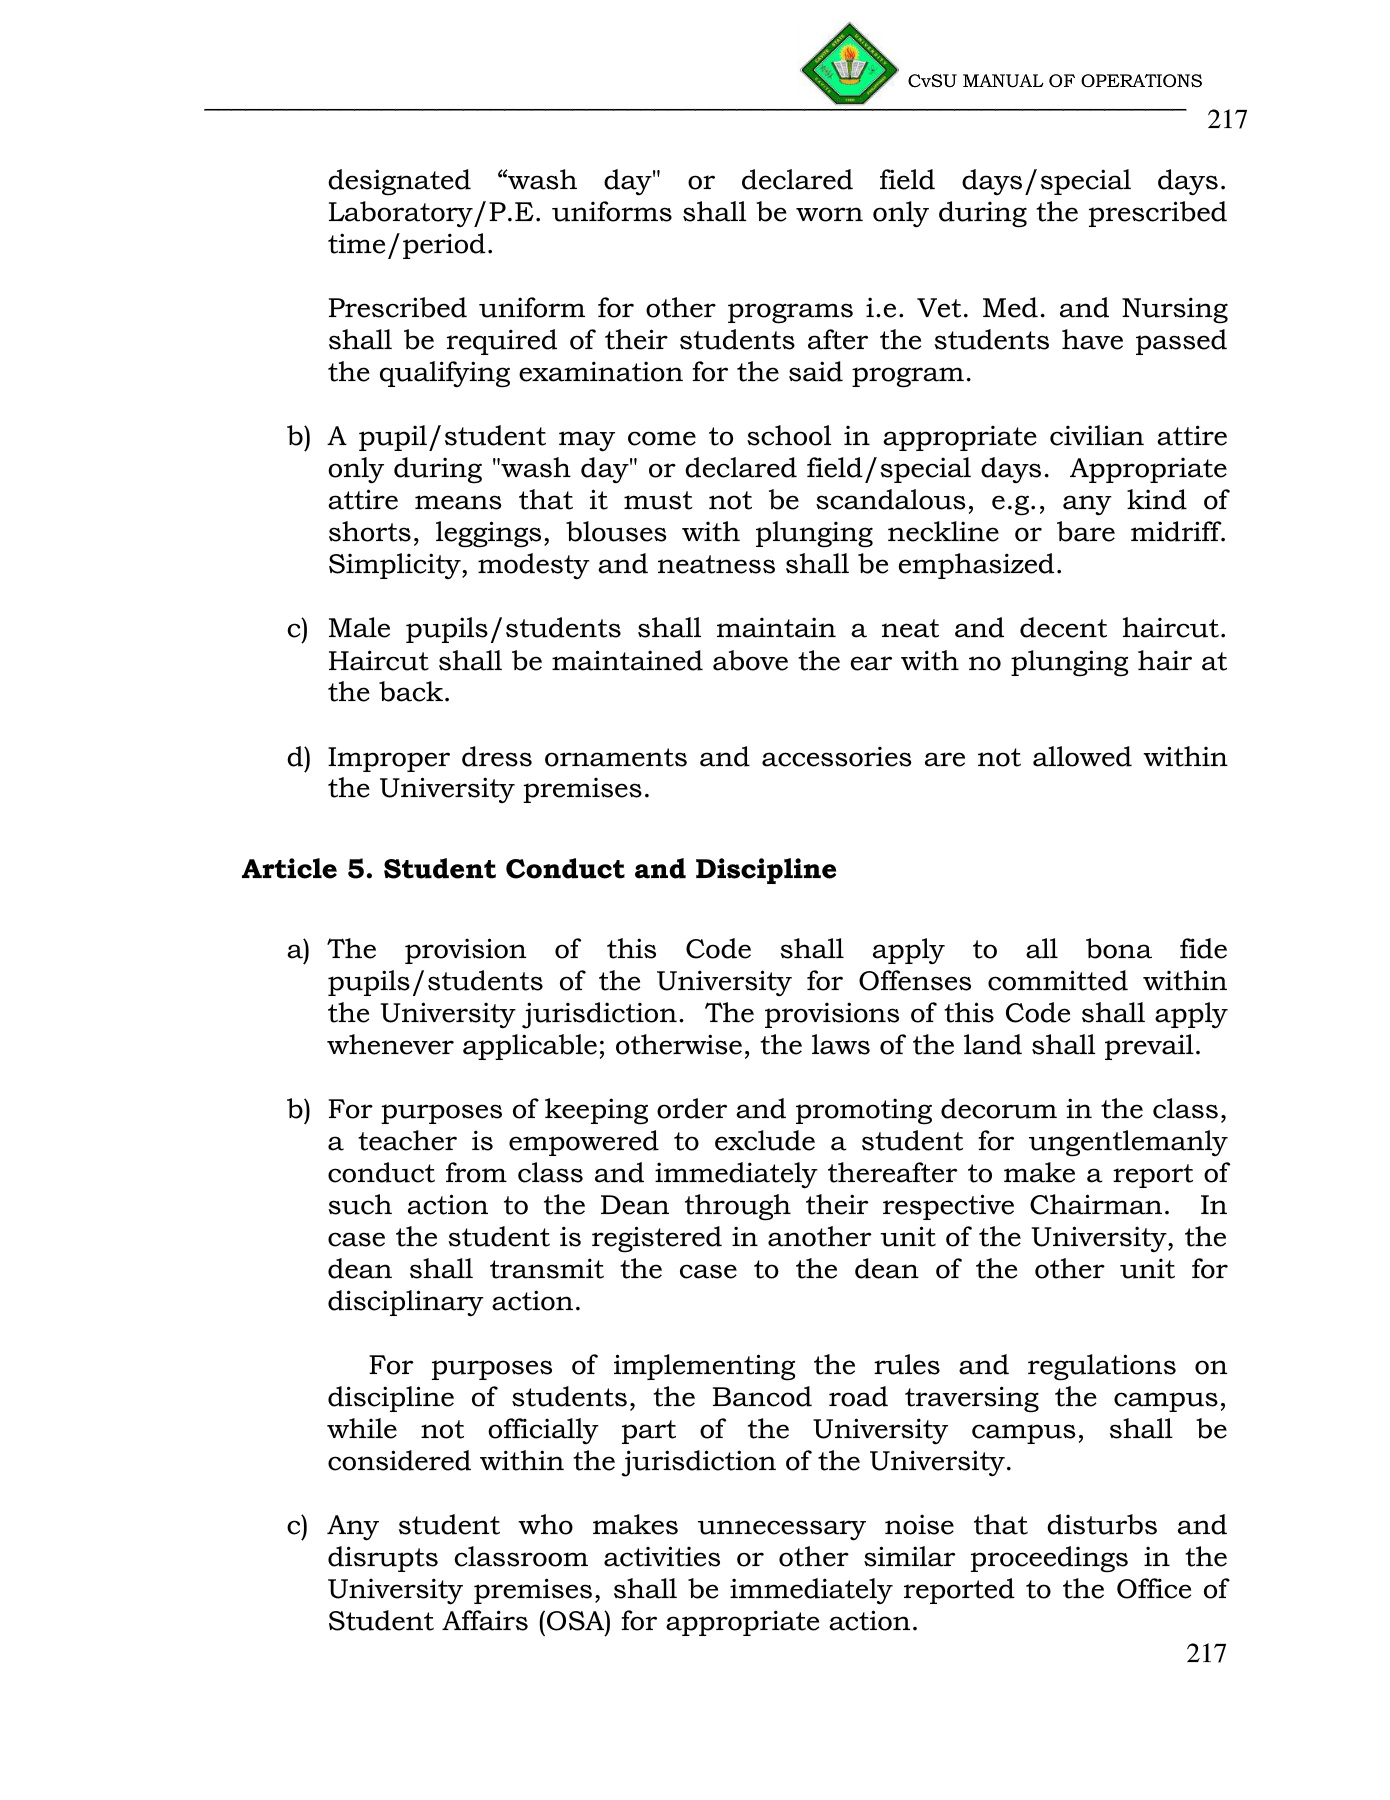 CvSU MANUAL OF OPERATIONS
217
designated “wash day" or declared field days/special days.
Laboratory/P.E. uniforms shall be worn only during the prescribed
time/period.
Prescribed uniform for other programs i.e. Vet. Med. and Nursing
shall be required of their students after the students have passed
the qualifying examination for the said program.
b) A pupil/student may come to school in appropriate civilian attire
only during "wash day" or declared field/special days. Appropriate
attire means that it must not be scandalous, e.g., any kind of
shorts, leggings, blouses with plunging neckline or bare midriff.
Simplicity, modesty and neatness shall be emphasized.
c) Male pupils/students shall maintain a neat and decent haircut.
Haircut shall be maintained above the ear with no plunging hair at
the back.
d) Improper dress ornaments and accessories are not allowed within
the University premises.
Article 5. Student Conduct and Discipline
a) The provision of this Code shall apply to all bona fide
pupils/students of the University for Offenses committed within
the University jurisdiction. The provisions of this Code shall apply
whenever applicable; otherwise, the laws of the land shall prevail.
b) For purposes of keeping order and promoting decorum in the class,
a teacher is empowered to exclude a student for ungentlemanly
conduct from class and immediately thereafter to make a report of
such action to the Dean through their respective Chairman. In
case the student is registered in another unit of the University, the
dean shall transmit the case to the dean of the other unit for
disciplinary action.
For purposes of implementing the rules and regulations on
discipline of students, the Bancod road traversing the campus,
while not officially part of the University campus, shall be
considered within the jurisdiction of the University.
c) Any student who makes unnecessary noise that disturbs and
disrupts classroom activities or other similar proceedings in the
University premises, shall be immediately reported to the Office of
Student Affairs (OSA) for appropriate action.
217